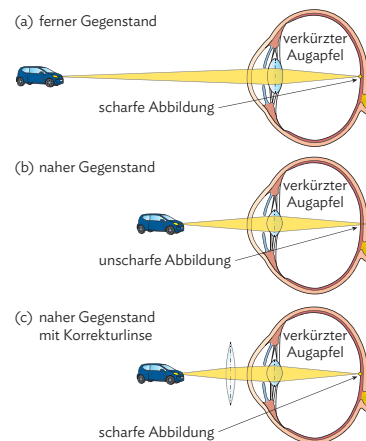 (a) ferner Gegenstand
verkürzter
Augapfel
scharfe Abbildung
(b) naher Gegenstand
verkürzter
Augapfel
unscharfe Abbildung
(c) naher Gegenstand
mit Korrekturlinse
verkürzter
Augapfel
scharfe Abbildung